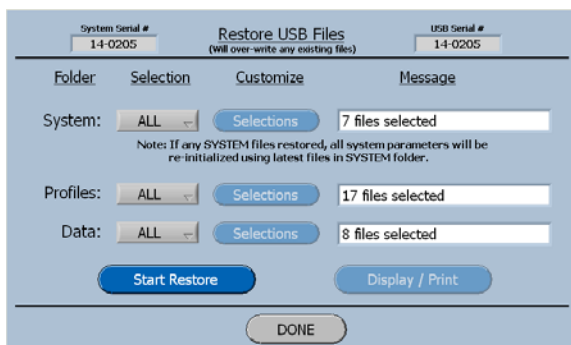 System Serial #
14-0205
Restore USB Files
(Will over-write any existing files)
USB Serial #
14-0205
Folder Selection Customize Message
System: ALL Selections 7 files selected
Note: If any SYSTEM files restored, all system parameters will be
re-initialized using latest files in SYSTEM folder.
Profiles: ALL Selections 17 files selected
Data: ALL Selections 8 files selected
Start Restore Display / Print
DONE